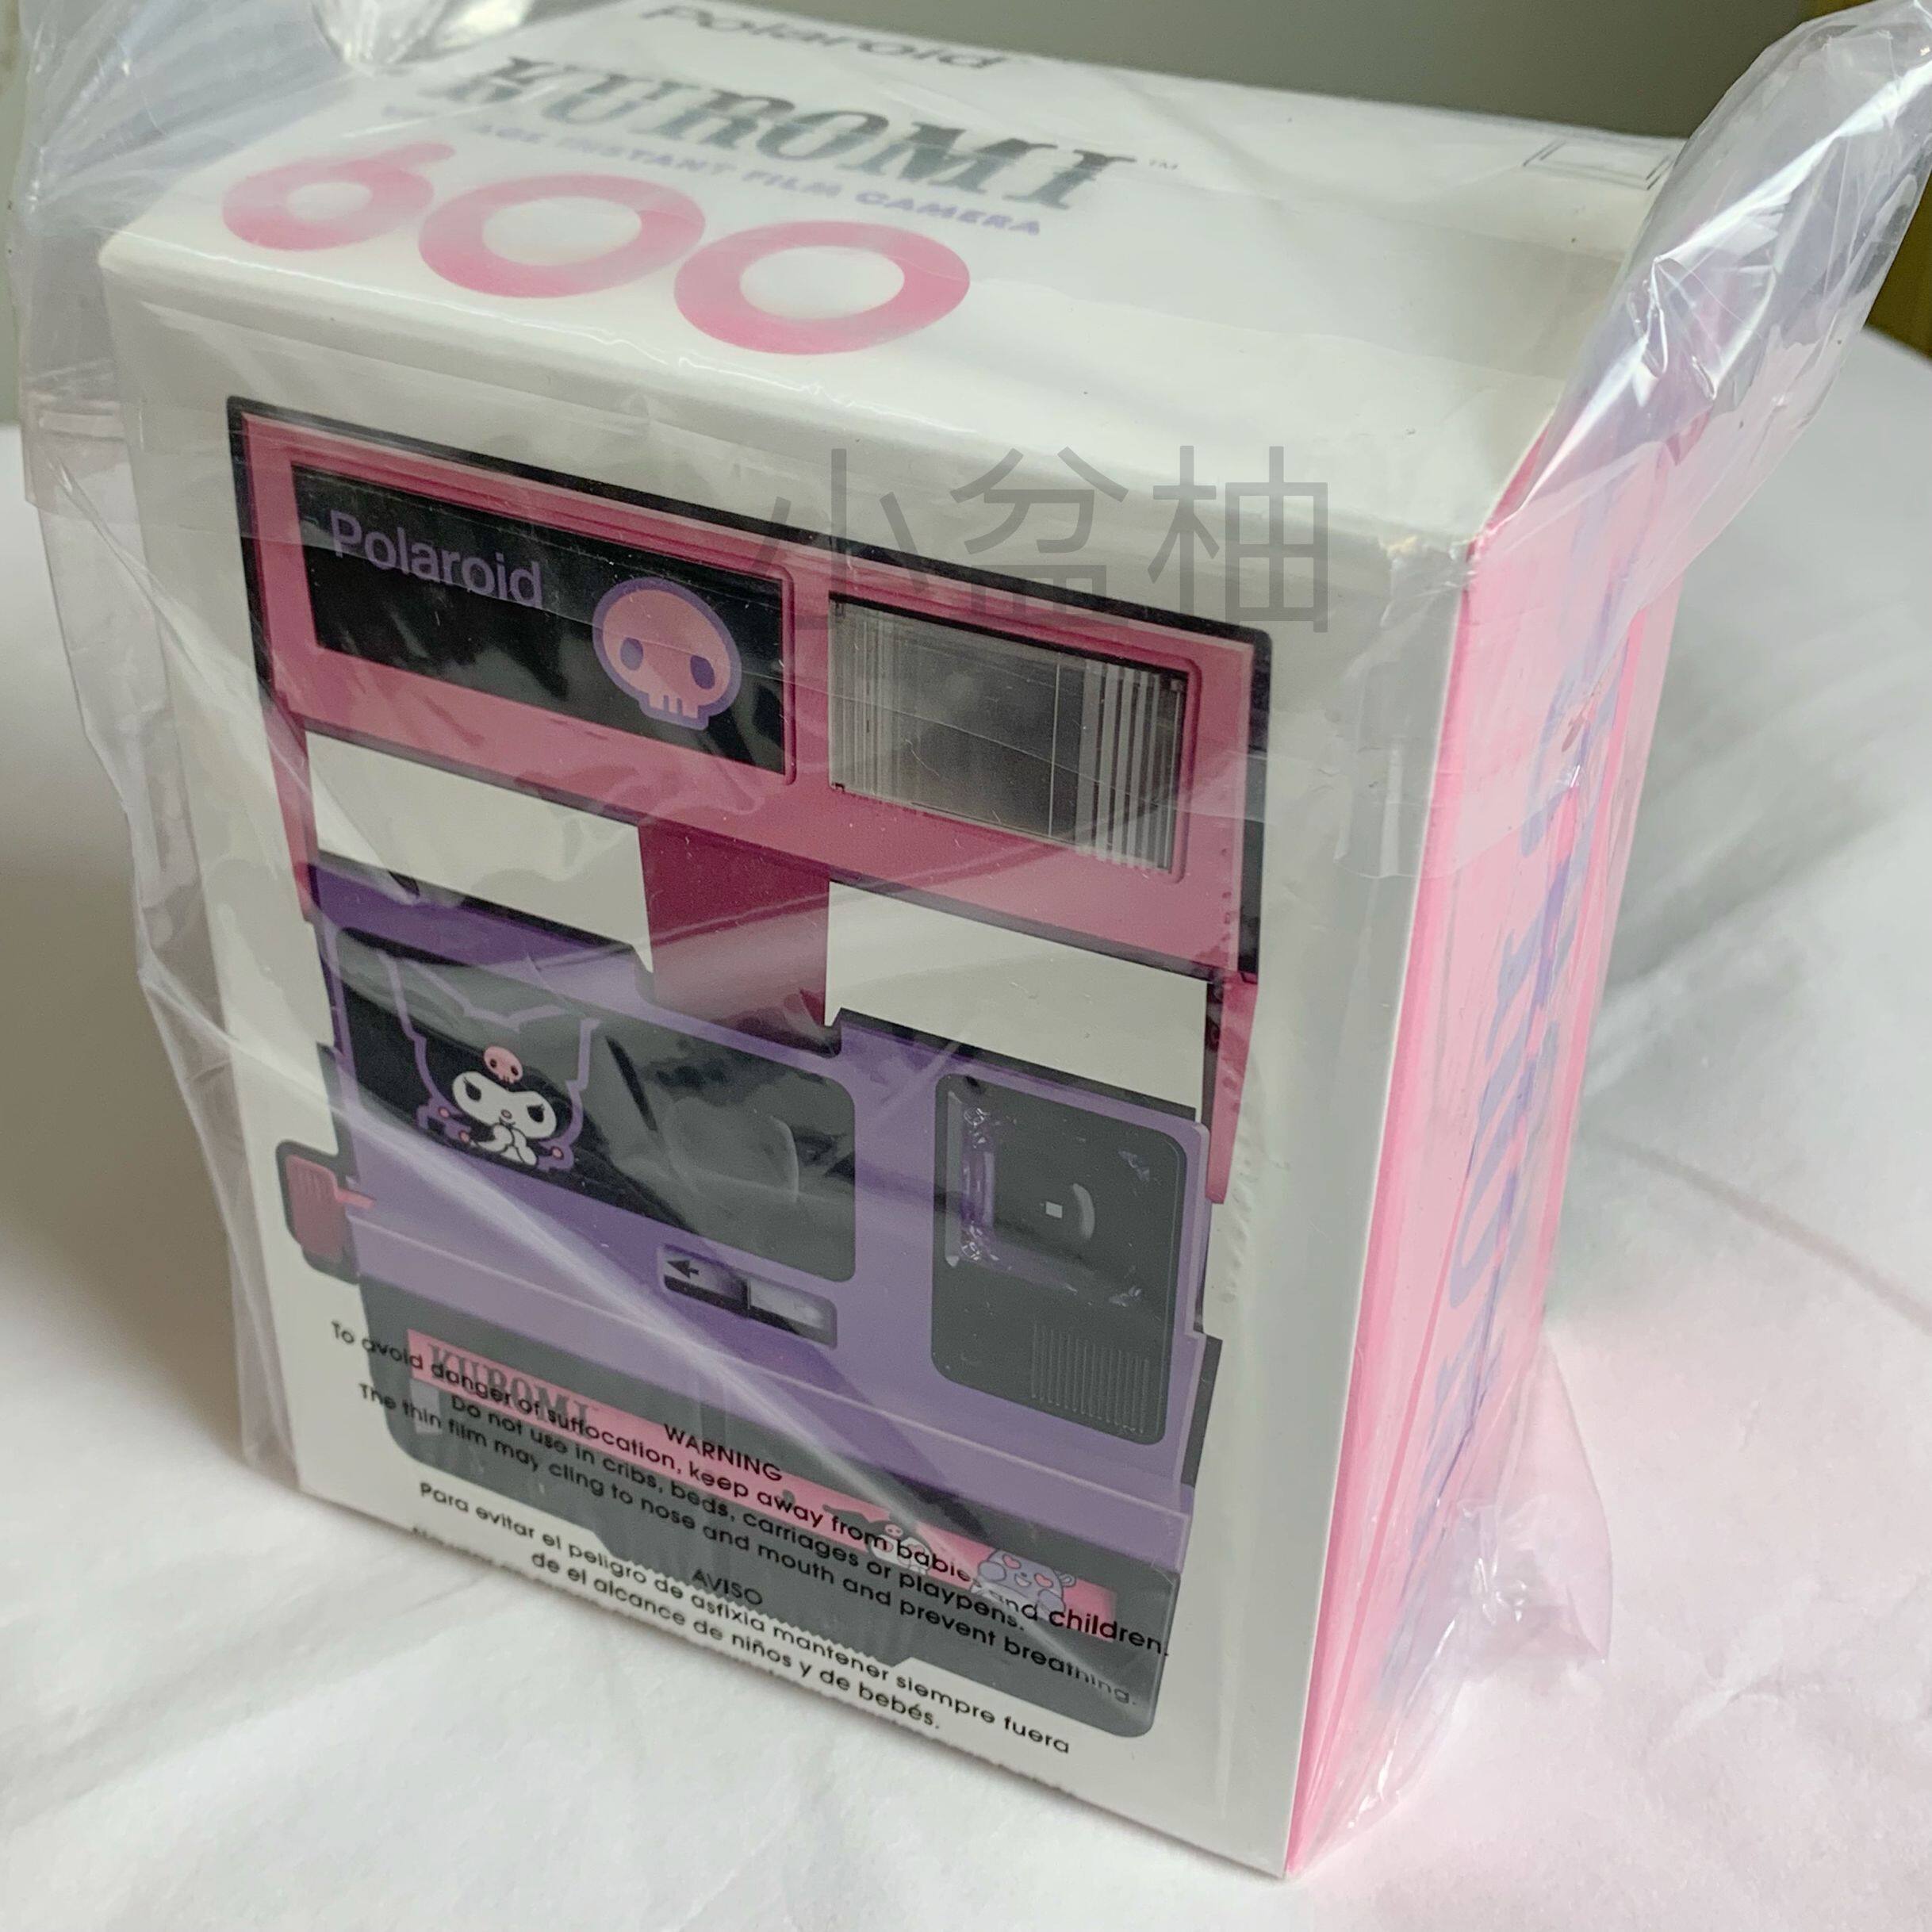 Polaroid
KUROMI™
INSTANT FILM CAMERA
600
小盆柚
Polaroid
KUROMI
WARNING
To avoid danger of suffocation, keep away from babies and children.
Do not use in cribs, beds, carriages or playpens.
The thin film may cling to nose and mouth and prevent breathing.
AVISO
Para evitar el peligro de asfixia mantener siempre fuera
de el alcance de niños y de bebés.